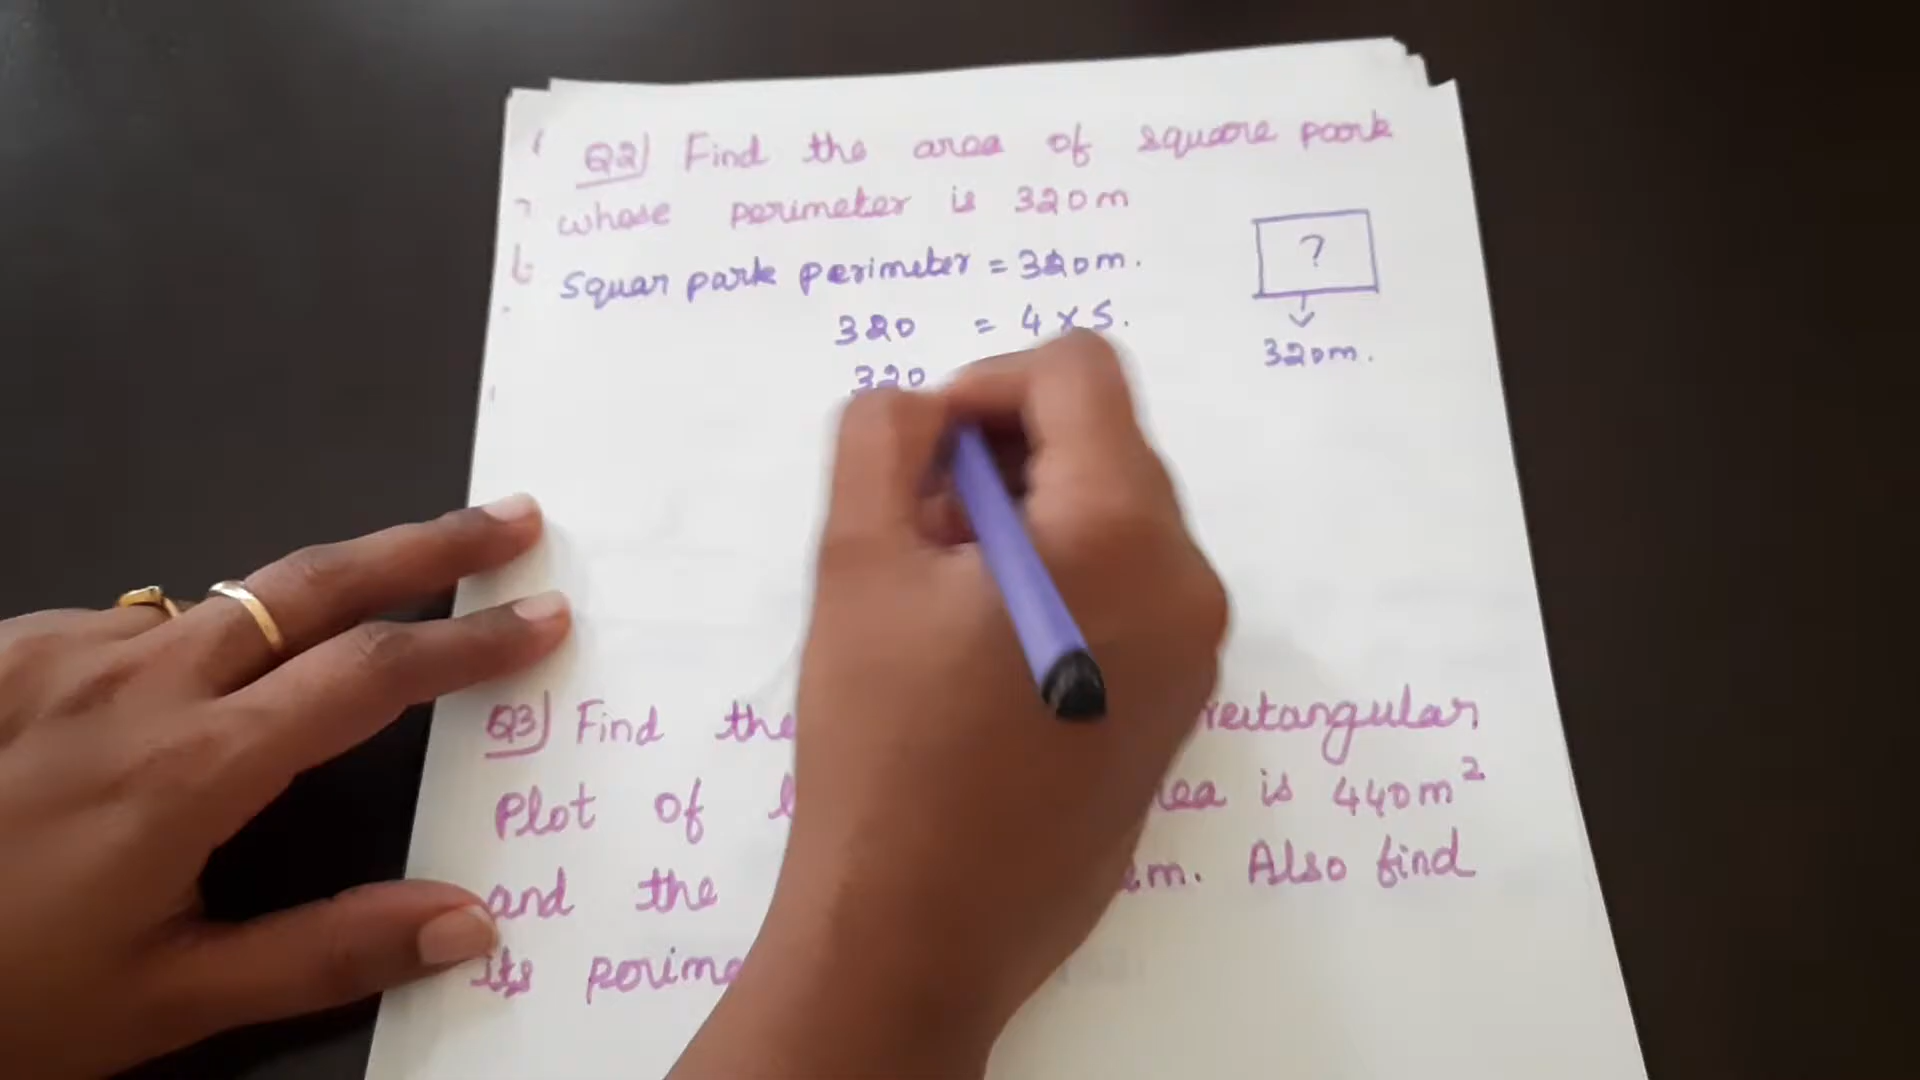 Q2) Find the area of square park
whose perimeter is 320m
Squar park perimeter = 320m.
?
320 = 4 x S.
320m.
320
Q3) Find the rectangular
Plot of is 440m²
and the Also find
its